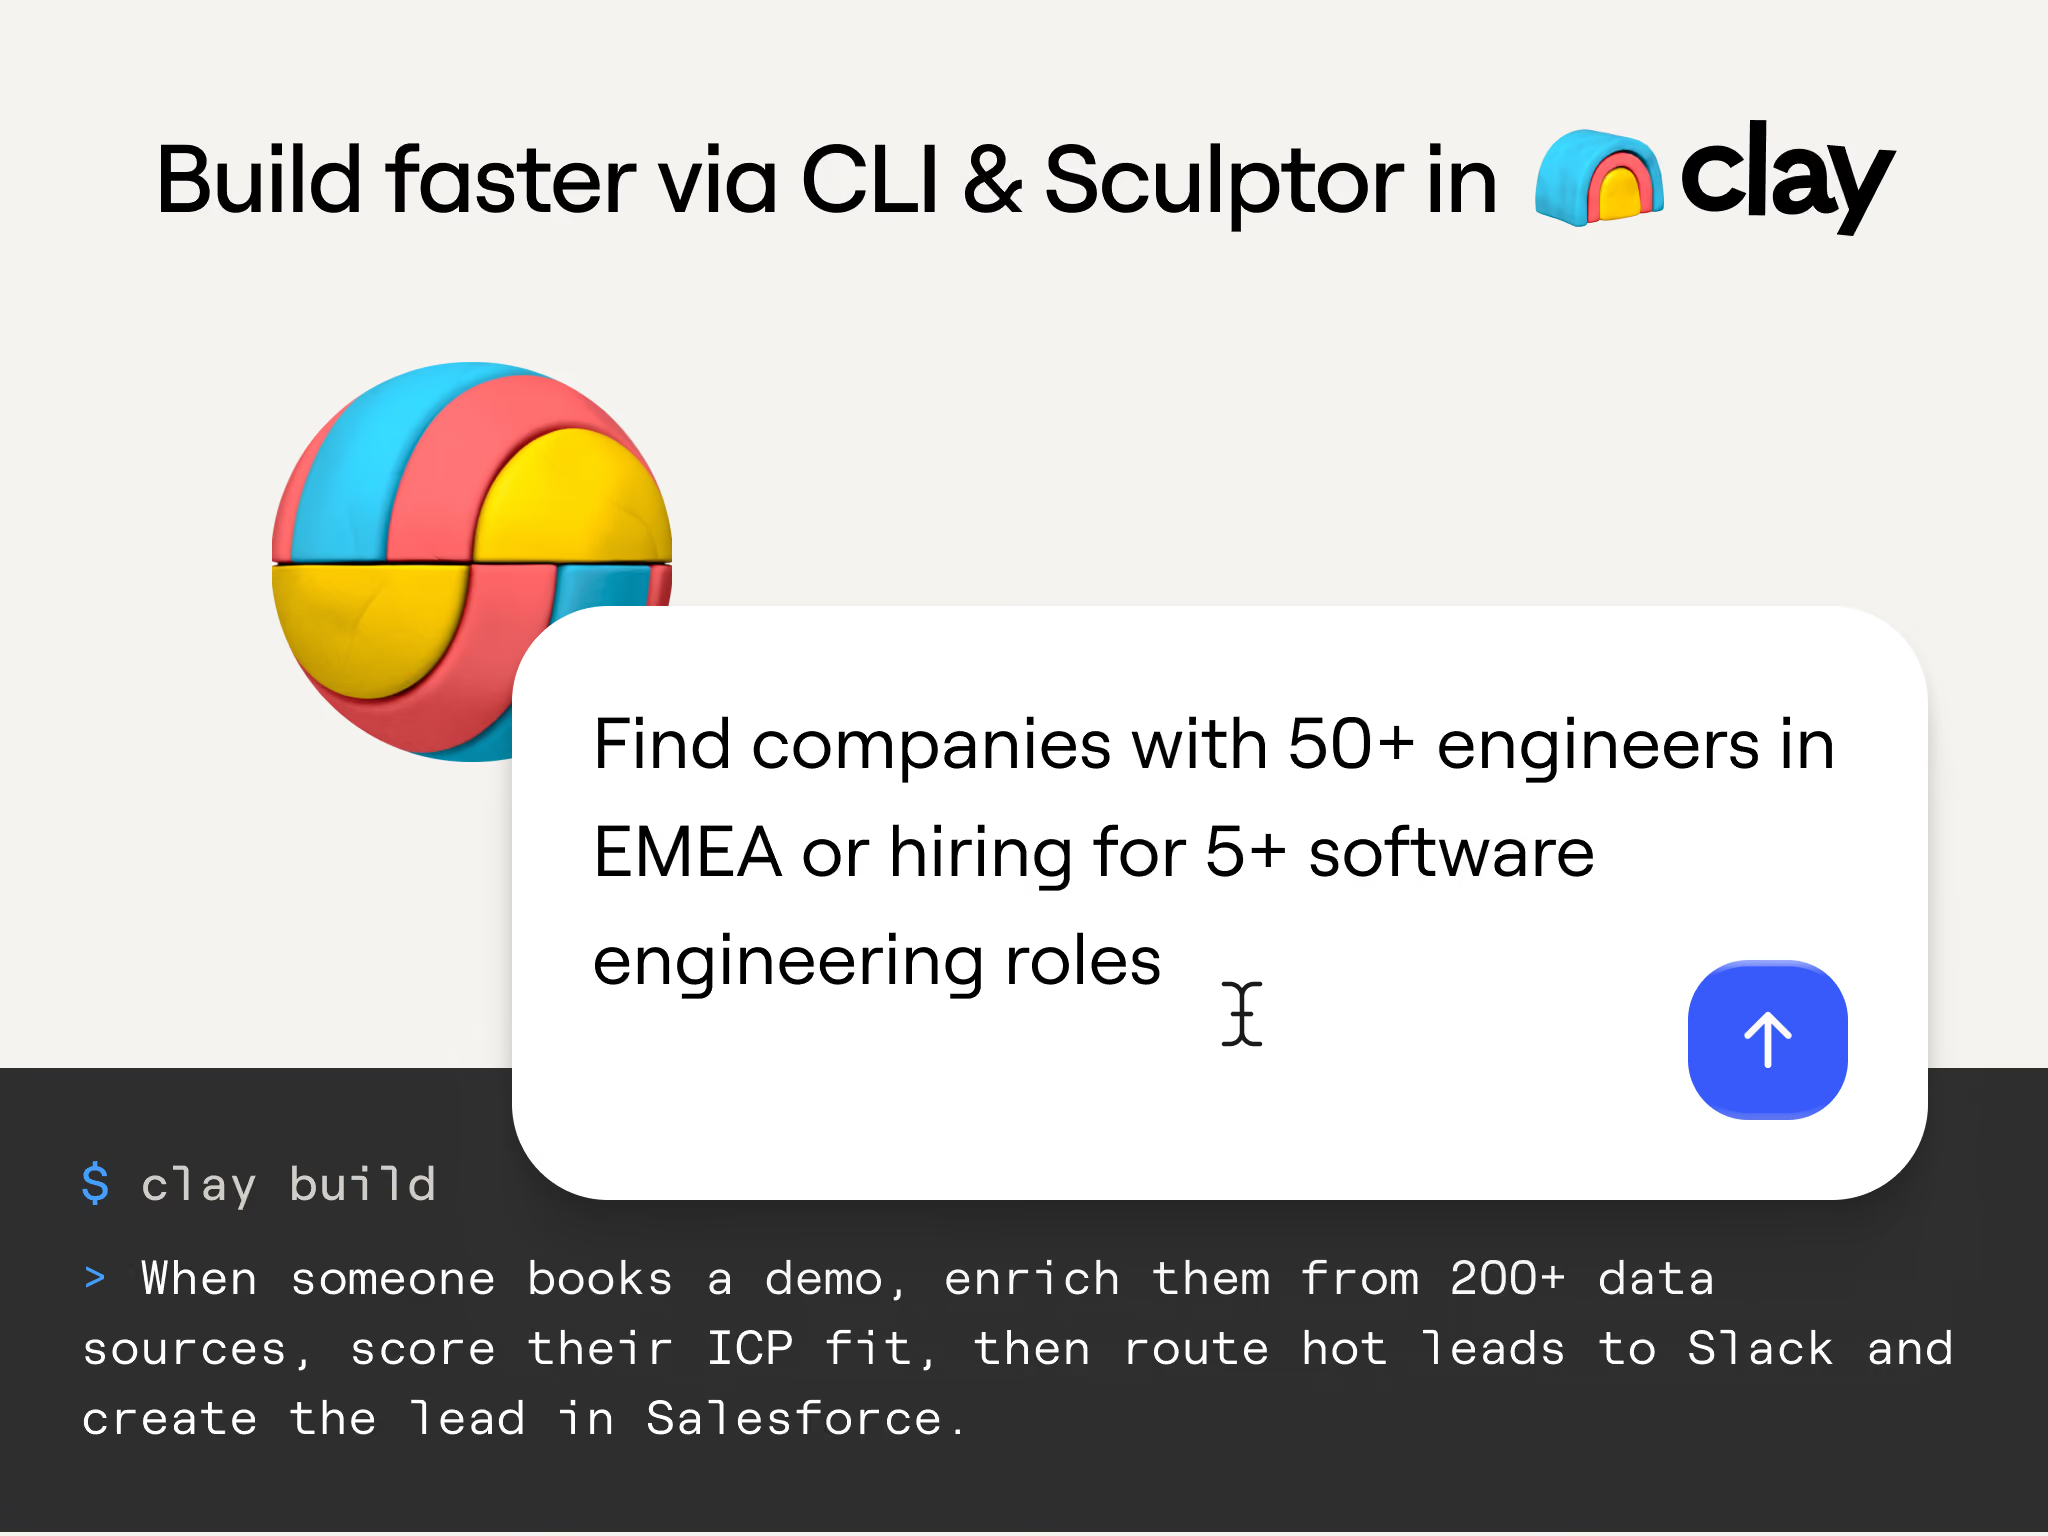 Build faster via CLI & Sculptor in clay
Find companies with 50+ engineers in
EMEA or hiring for 5+ software
engineering roles
$ clay build
> When someone books a demo, enrich them from 200+ data
sources, score their ICP fit, then route hot leads to Slack and
create the lead in Salesforce.